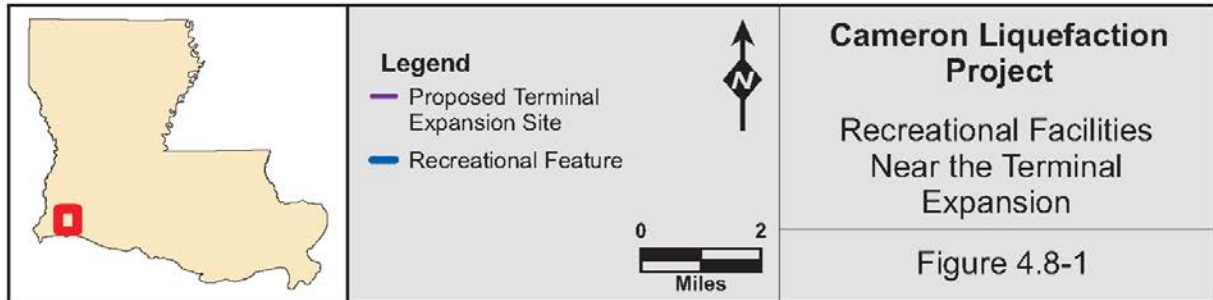 Legend
Proposed Terminal
Expansion Site
Recreational Feature
N
0 2
Miles
Cameron Liquefaction
Project
Recreational Facilities
Near the Terminal
Expansion
Figure 4.8-1